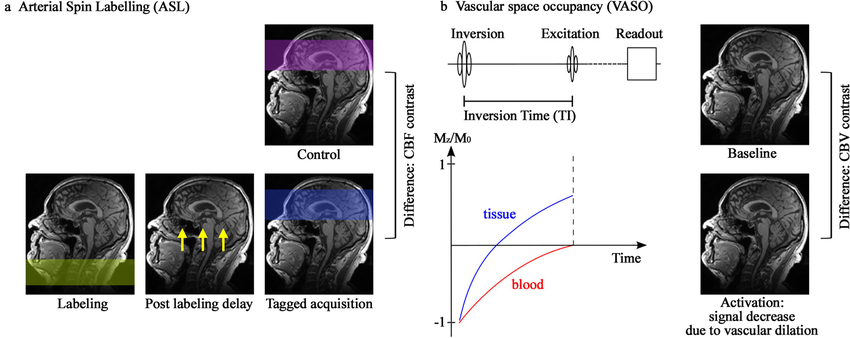 a Arterial Spin Labelling (ASL)
Control
Labeling
Post labeling delay
Tagged acquisition
Difference: CBF contrast
b Vascular space occupancy (VASO)
Inversion
Excitation
Readout
Inversion Time (TI)
Mz/M0
1
tissue
blood
Time
-1
Baseline
Activation:
signal decrease
due to vascular dilation
Difference: CBV contrast